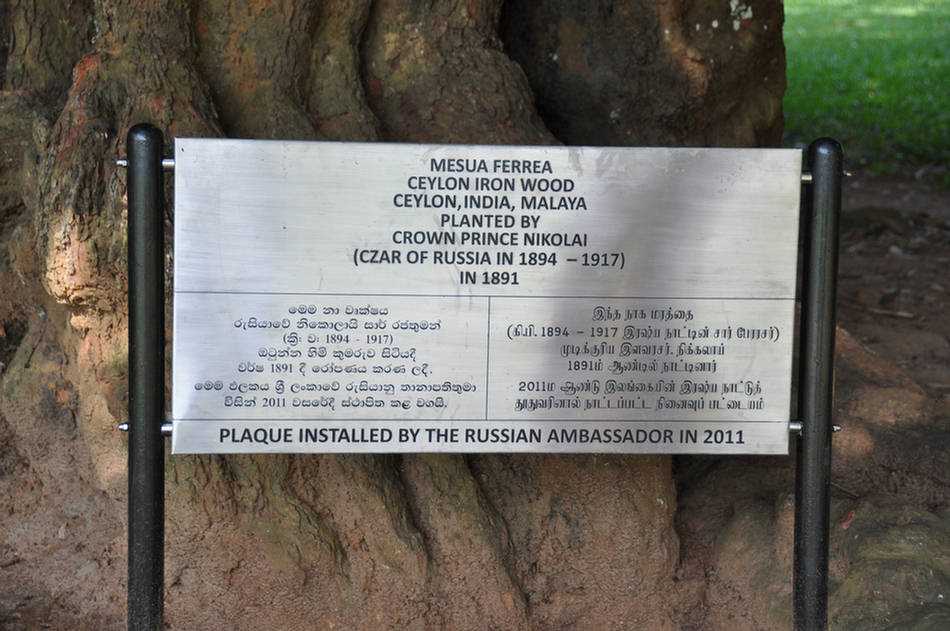 MESUA FERREA
CEYLON IRON WOOD
CEYLON, INDIA, MALAYA
PLANTED BY
CROWN PRINCE NIKOLAI
(CZAR OF RUSSIA IN 1894 – 1917)
IN 1891
මෙම නා වෘක්ෂය
රුසියාවේ නිකොලායි සාර් රජතුමන්
(ක්‍රි: ව: 1894 - 1917)
ඔටුන්න හිමි කුමරුව සිටියදී
වර්ෂ 1891 දී රෝපණය කරණ ලදී.
මෙම ඵලකය ශ්‍රී ලංකාවේ රුසියානු තානාපතිතුමා
විසින් 2011 වසරේදී ස්ථාපිත කළ වගයි.
இந்த நாக மரத்தை
(கி.பி. 1894 – 1917 இரஷ்ய நாட்டின் சார் பேரரசர்)
முடிக்குரிய இளவரசர். நிக்கலாய்
1891ம் ஆண்டில் நாட்டினார்
2011ம ஆண்டு இலங்கையின் இரஷ்ய நாட்டுத்
தூதுவரினால் நாட்டப்பட்ட நினைவுப் பட்டையம்
PLAQUE INSTALLED BY THE RUSSIAN AMBASSADOR IN 2011